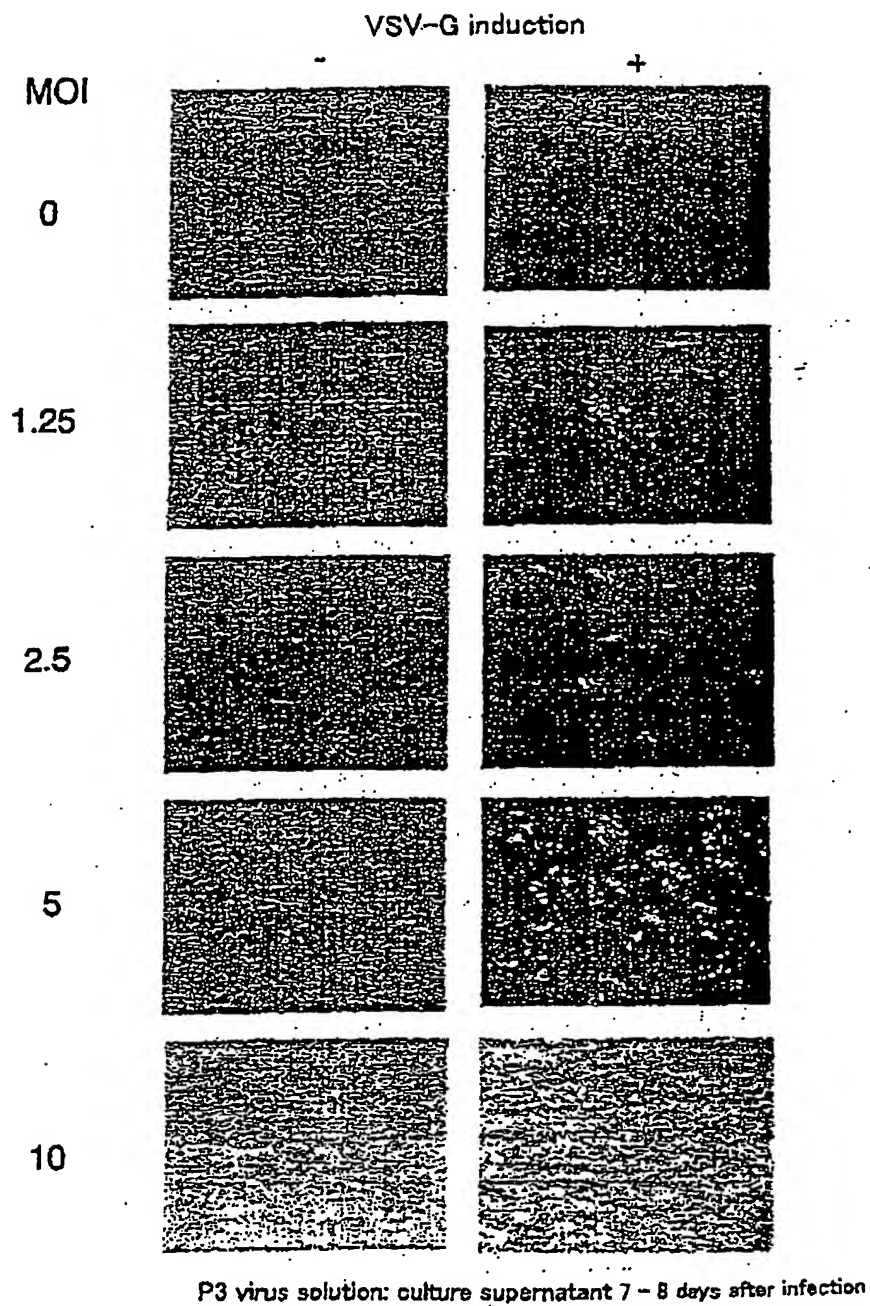 VSV-G induction
- +
MOI
0
1.25
2.5
5
10
P3 virus solution: culture supernatant 7 - 8 days after infection